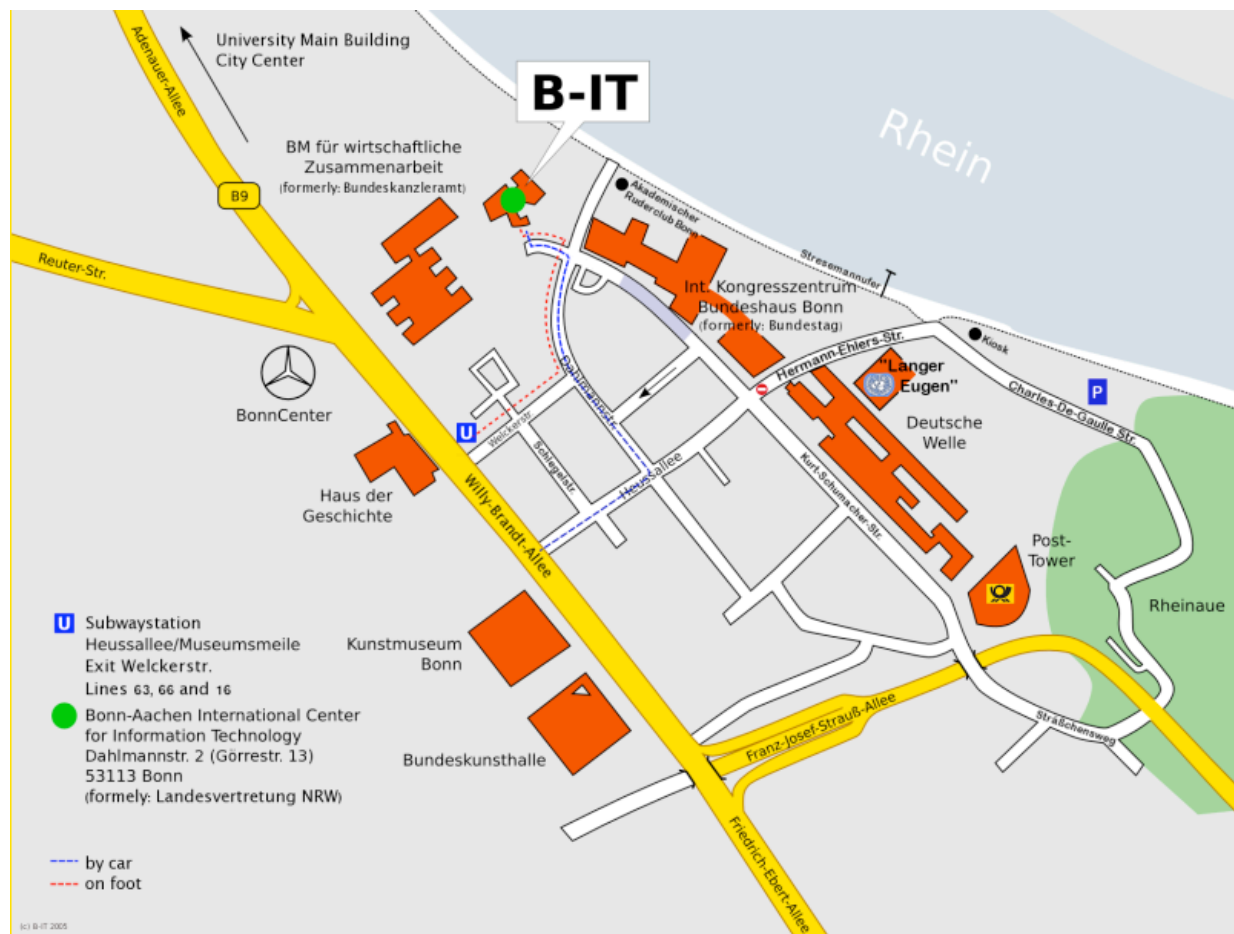 University Main Building
City Center
Adenauer-Allee
B-IT
Rhein
BM für wirtschaftliche
Zusammenarbeit
(formerly: Bundeskanzleramt)
B9
Akademischer
Ruderclub Bonn
Reuter-Str.
Stresemannufer
Int. Kongresszentrum
Bundeshaus Bonn
(formerly: Bundestag)
Hermann-Ehlers-Str.
Kiosk
"Langer
Eugen"
Charles-De-Gaulle Str.
P
BonnCenter
Dahlmannstr.
Deutsche
Welle
U
Welckerstr.
Schlegelstr.
Heussallee
Kurt-Schumacher-Str.
Haus der
Geschichte
Willy-Brandt-Allee
Post-
Tower
Rheinaue
Kunstmuseum
Bonn
Bundeskunsthalle
Franz-Josef-Strauß-Allee
Sträßchensweg
Friedrich-Ebert-Allee
U Subwaystation
Heussallee/Museumsmeile
Exit Welckerstr.
Lines 63, 66 and 16
Bonn-Aachen International Center
for Information Technology
Dahlmannstr. 2 (Görrestr. 13)
53113 Bonn
(formely: Landesvertretung NRW)
by car
on foot
(c) B-IT 2005